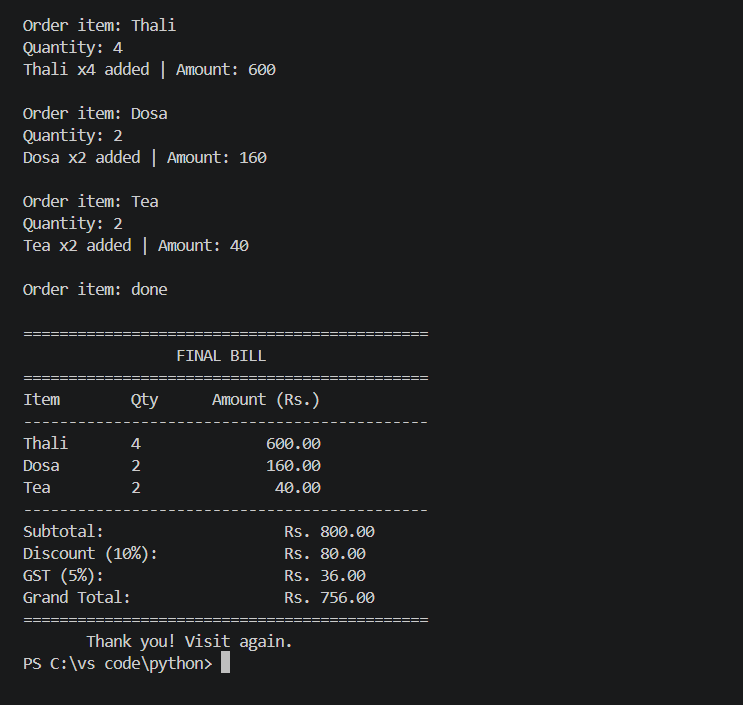 Order item: Thali
Quantity: 4
Thali x4 added | Amount: 600
Order item: Dosa
Quantity: 2
Dosa x2 added | Amount: 160
Order item: Tea
Quantity: 2
Tea x2 added | Amount: 40
Order item: done
=============================================
FINAL BILL
=============================================
Item        Qty      Amount (Rs.)
---------------------------------------------
Thali       4              600.00
Dosa        2              160.00
Tea         2               40.00
---------------------------------------------
Subtotal:                    Rs. 800.00
Discount (10%):              Rs. 80.00
GST (5%):                    Rs. 36.00
Grand Total:                 Rs. 756.00
=============================================
Thank you! Visit again.
PS C:\vs code\python>